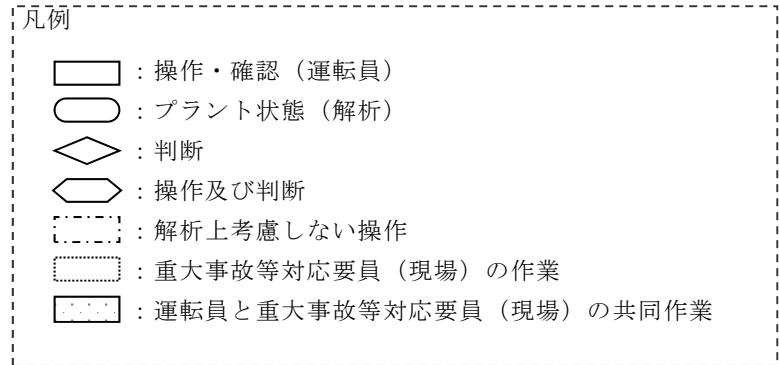 凡例
：操作・確認（運転員）
：プラント状態（解析）
：判断
：操作及び判断
：解析上考慮しない操作
：重大事故等対応要員（現場）の作業
：運転員と重大事故等対応要員（現場）の共同作業